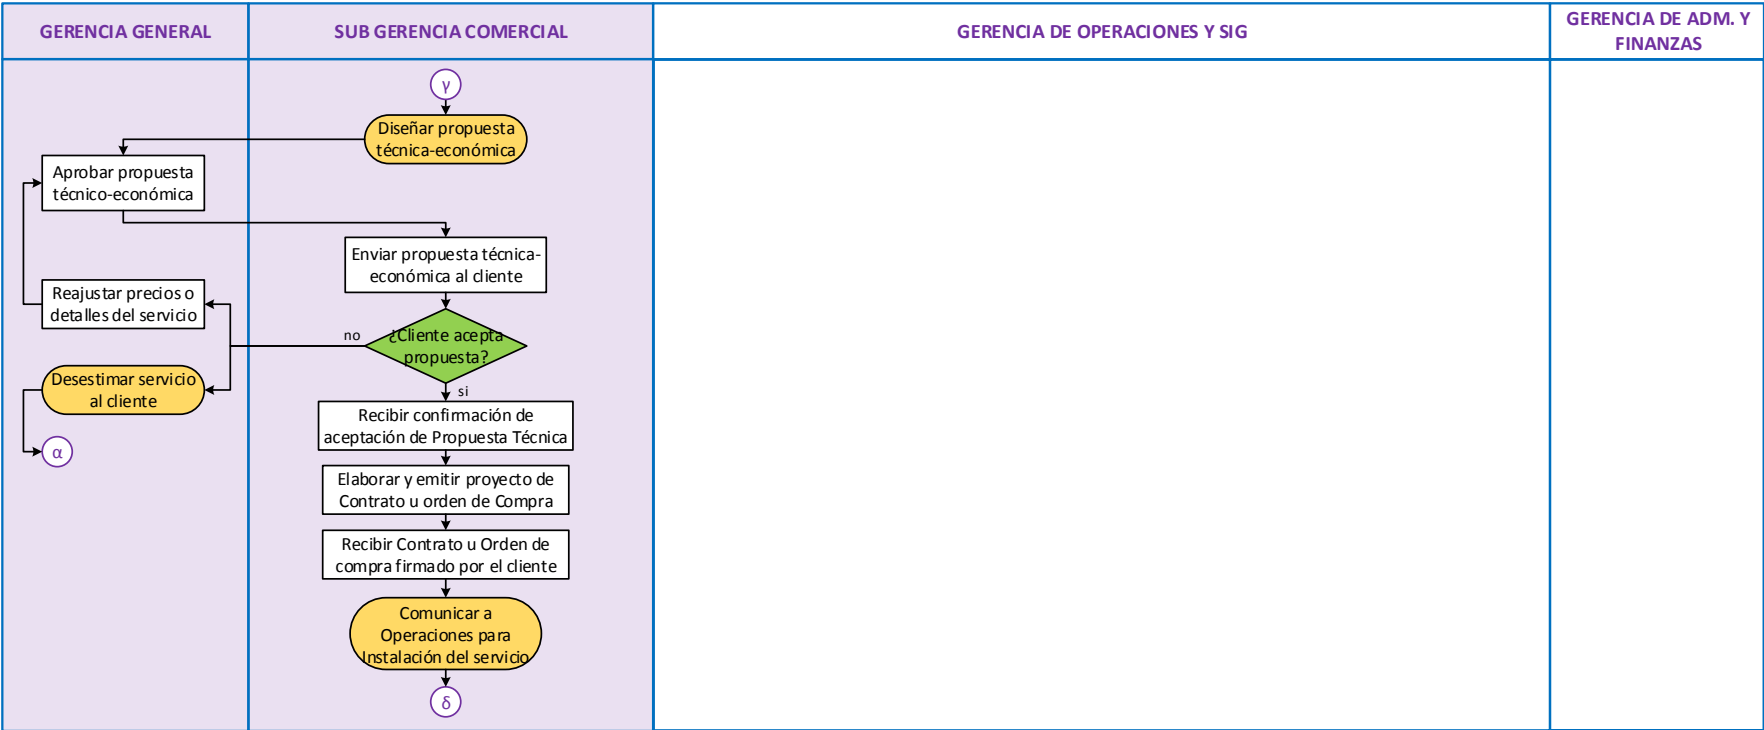 GERENCIA GENERAL
SUB GERENCIA COMERCIAL
GERENCIA DE OPERACIONES Y SIG
GERENCIA DE ADM. Y
FINANZAS
γ
Diseñar propuesta
técnica-económica
Aprobar propuesta
técnico-económica
Enviar propuesta técnica-
económica al cliente
Reajustar precios o
detalles del servicio
no
¿Cliente acepta
propuesta?
Desestimar servicio
al cliente
si
α
Recibir confirmación de
aceptación de Propuesta Técnica
Elaborar y emitir proyecto de
Contrato u orden de Compra
Recibir Contrato u Orden de
compra firmado por el cliente
Comunicar a
Operaciones para
Instalación del servicio
δ